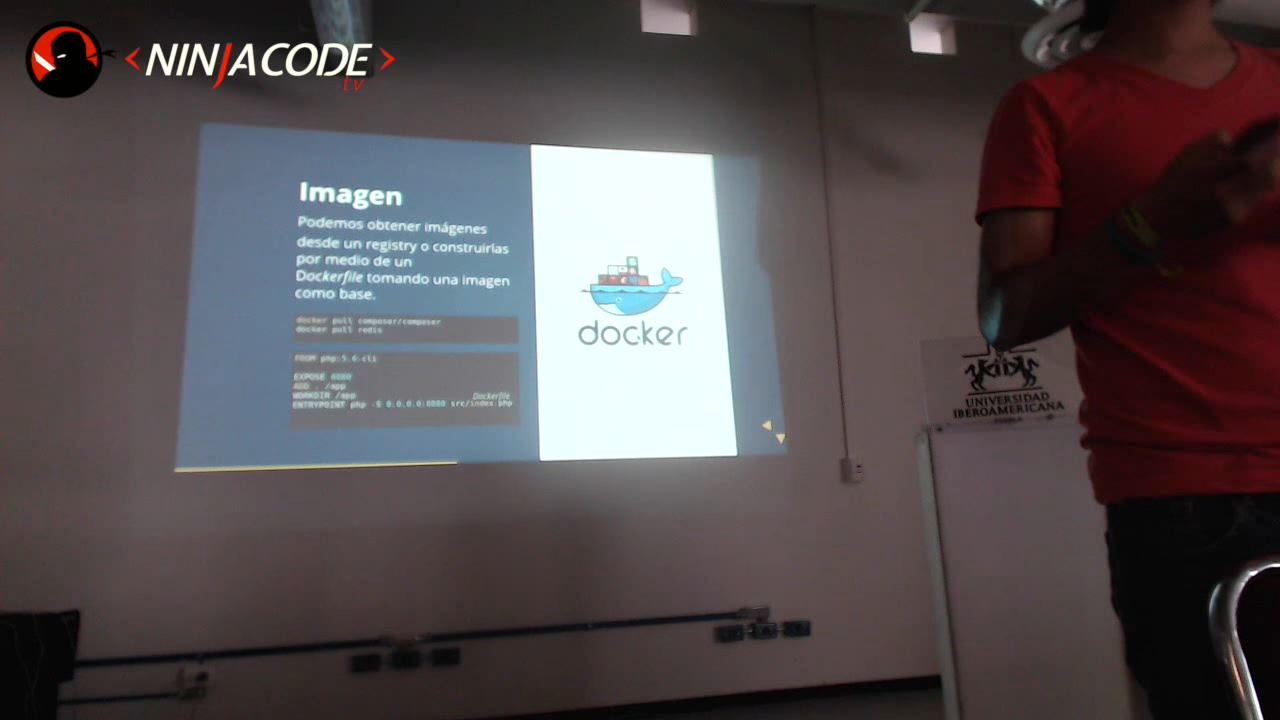 <NINJACODE>
tv
Imagen
Podemos obtener imágenes
desde un registry o construirlas
por medio de un
Dockerfile tomando una imagen
como base.
docker pull composer/composer
docker pull redis
FROM php:5.6-cli
EXPOSE 8080
ADD . /app
WORKDIR /app
Dockerfile
ENTRYPOINT php -S 0.0.0.0:8080 src/index.php
docker
UNIVERSIDAD
IBEROAMERICANA